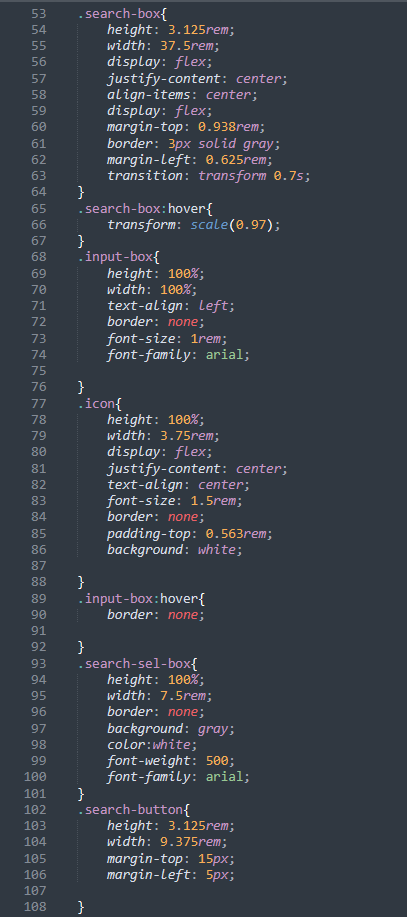 53 .search-box{
54 height: 3.125rem;
55 width: 37.5rem;
56 display: flex;
57 justify-content: center;
58 align-items: center;
59 display: flex;
60 margin-top: 0.938rem;
61 border: 3px solid gray;
62 margin-left: 0.625rem;
63 transition: transform 0.7s;
64 }
65 .search-box:hover{
66 transform: scale(0.97);
67 }
68 .input-box{
69 height: 100%;
70 width: 100%;
71 text-align: left;
72 border: none;
73 font-size: 1rem;
74 font-family: arial;
75
76 }
77 .icon{
78 height: 100%;
79 width: 3.75rem;
80 display: flex;
81 justify-content: center;
82 text-align: center;
83 font-size: 1.5rem;
84 border: none;
85 padding-top: 0.563rem;
86 background: white;
87
88 }
89 .input-box:hover{
90 border: none;
91
92 }
93 .search-sel-box{
94 height: 100%;
95 width: 7.5rem;
96 border: none;
97 background: gray;
98 color:white;
99 font-weight: 500;
100 font-family: arial;
101 }
102 .search-button{
103 height: 3.125rem;
104 width: 9.375rem;
105 margin-top: 15px;
106 margin-left: 5px;
107
108 }